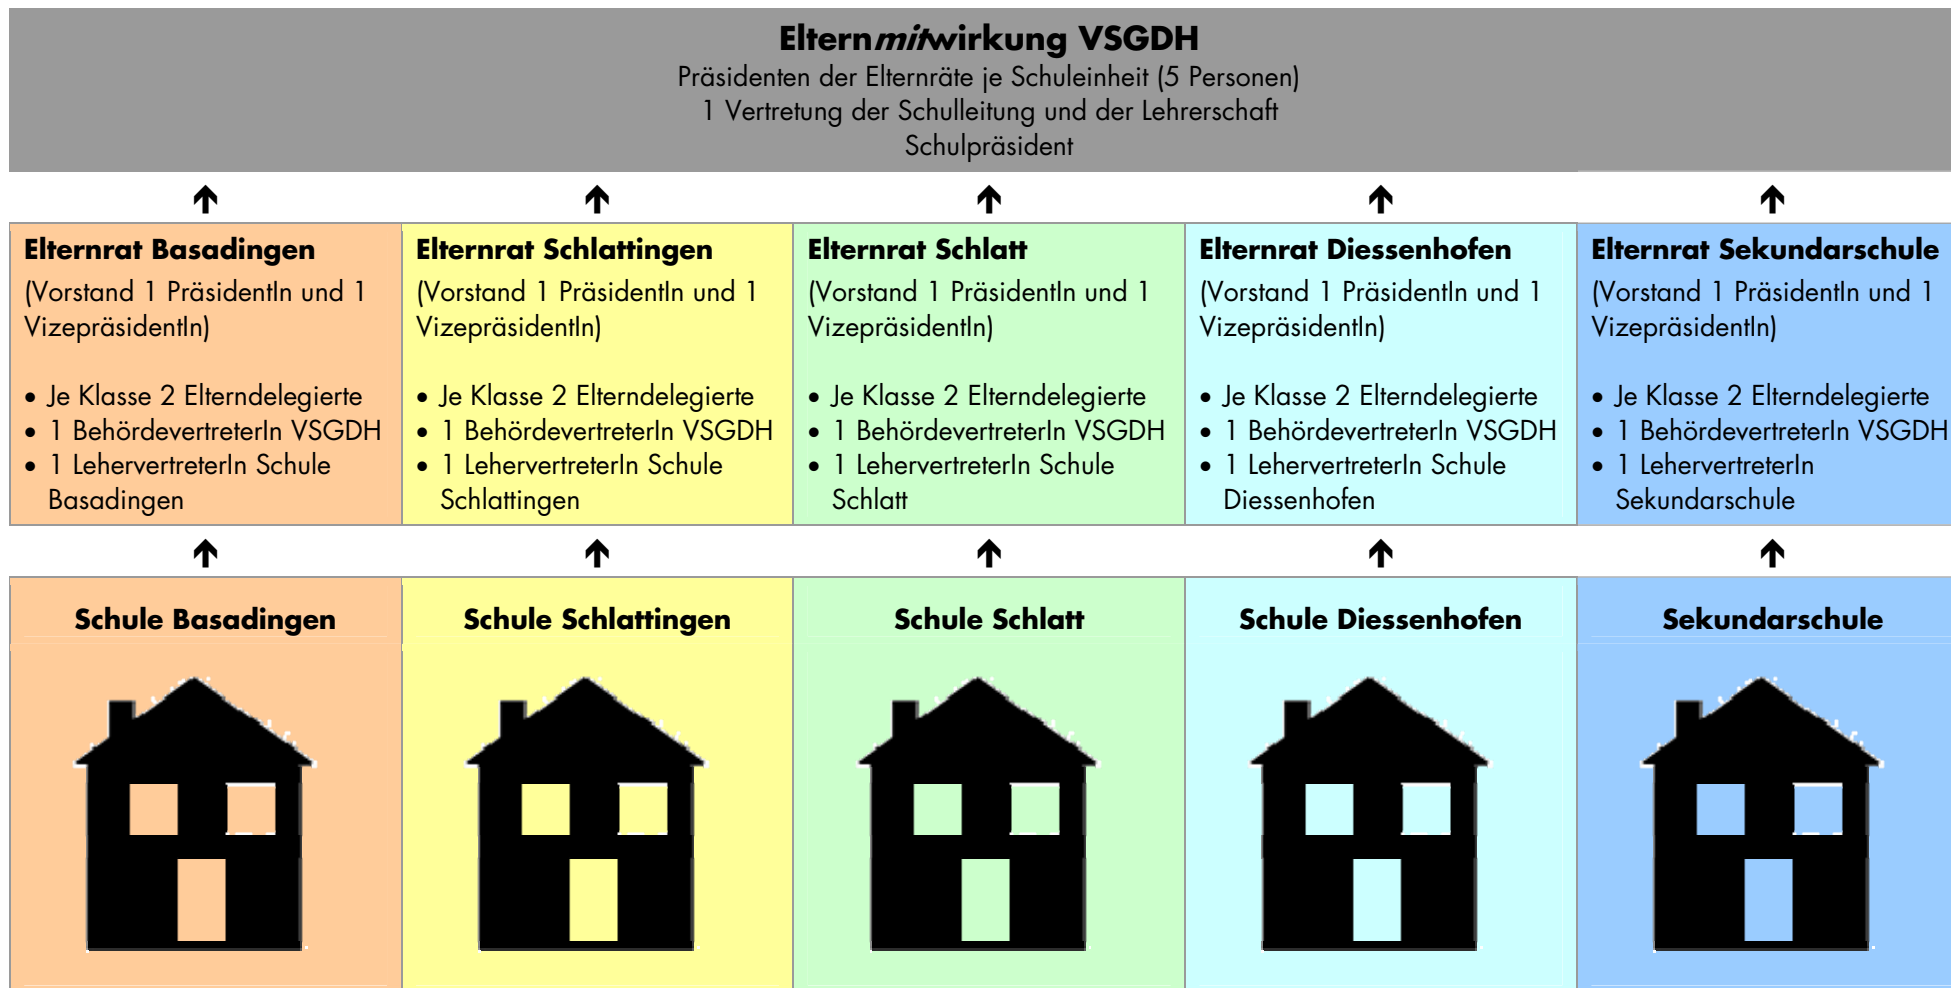 Elternmitwirkung VSGDH
Präsidenten der Elternräte je Schuleinheit (5 Personen)
1 Vertretung der Schulleitung und der Lehrerschaft
Schulpräsident
Elternrat Basadingen
(Vorstand 1 PräsidentIn und 1
VizepräsidentIn)
• Je Klasse 2 Elterndelegierte
• 1 BehördevertreterIn VSGDH
• 1 LehervertreterIn Schule
Basadingen
Elternrat Schlattingen
(Vorstand 1 PräsidentIn und 1
VizepräsidentIn)
• Je Klasse 2 Elterndelegierte
• 1 BehördevertreterIn VSGDH
• 1 LehervertreterIn Schule
Schlattingen
Elternrat Schlatt
(Vorstand 1 PräsidentIn und 1
VizepräsidentIn)
• Je Klasse 2 Elterndelegierte
• 1 BehördevertreterIn VSGDH
• 1 LehervertreterIn Schule
Schlatt
Elternrat Diessenhofen
(Vorstand 1 PräsidentIn und 1
VizepräsidentIn)
• Je Klasse 2 Elterndelegierte
• 1 BehördevertreterIn VSGDH
• 1 LehervertreterIn Schule
Diessenhofen
Elternrat Sekundarschule
(Vorstand 1 PräsidentIn und 1
VizepräsidentIn)
• Je Klasse 2 Elterndelegierte
• 1 BehördevertreterIn VSGDH
• 1 LehervertreterIn
Sekundarschule
Schule Basadingen
Schule Schlattingen
Schule Schlatt
Schule Diessenhofen
Sekundarschule